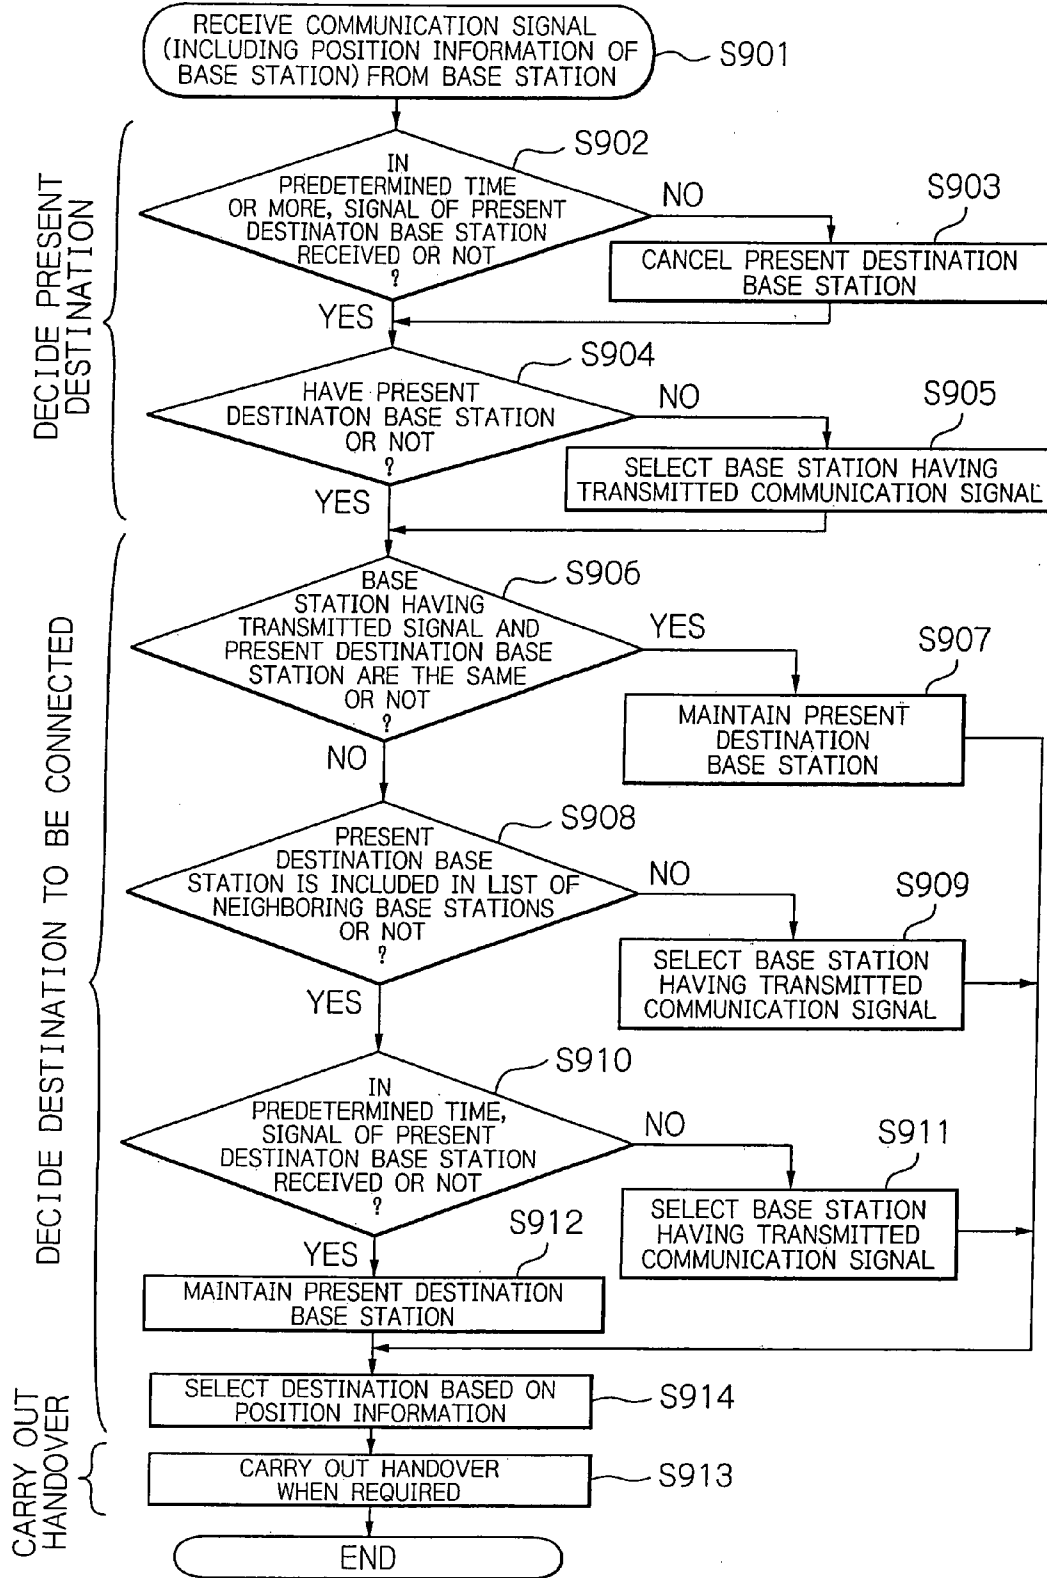 RECEIVE COMMUNICATION SIGNAL
(INCLUDING POSITION INFORMATION OF
BASE STATION) FROM BASE STATION
S901
DECIDE PRESENT
DESTINATION
IN
PREDETERMINED TIME
OR MORE, SIGNAL OF PRESENT
DESTINATON BASE STATION
RECEIVED OR NOT
?
S902
NO
YES
S903
CANCEL PRESENT DESTINATION
BASE STATION
HAVE PRESENT
DESTINATON BASE STATION
OR NOT
?
S904
NO
YES
S905
SELECT BASE STATION HAVING
TRANSMITTED COMMUNICATION SIGNAL
DECIDE DESTINATION TO BE CONNECTED
BASE
STATION HAVING
TRANSMITTED SIGNAL AND
PRESENT DESTINATION BASE
STATION ARE THE SAME
OR NOT
?
S906
YES
NO
S907
MAINTAIN PRESENT
DESTINATION
BASE STATION
PRESENT
DESTINATION BASE
STATION IS INCLUDED IN LIST OF
NEIGHBORING BASE STATIONS
OR NOT
?
S908
NO
YES
S909
SELECT BASE STATION
HAVING TRANSMITTED
COMMUNICATION SIGNAL
IN
PREDETERMINED TIME,
SIGNAL OF PRESENT
DESTINATON BASE STATION
RECEIVED OR NOT
?
S910
NO
YES
S911
SELECT BASE STATION
HAVING TRANSMITTED
COMMUNICATION SIGNAL
S912
MAINTAIN PRESENT DESTINATION
BASE STATION
SELECT DESTINATION BASED ON
POSITION INFORMATION
S914
CARRY OUT
HANDOVER
CARRY OUT HANDOVER
WHEN REQUIRED
S913
END